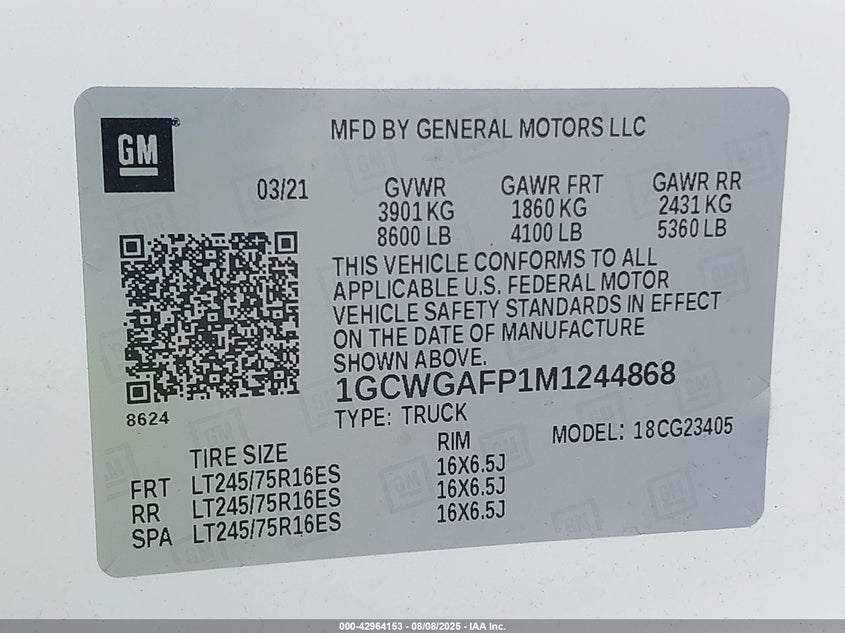 GM
MFD BY GENERAL MOTORS LLC
03/21
GVWR GAWR FRT GAWR RR
3901 KG 1860 KG 2431 KG
8600 LB 4100 LB 5360 LB
THIS VEHICLE CONFORMS TO ALL
APPLICABLE U.S. FEDERAL MOTOR
VEHICLE SAFETY STANDARDS IN EFFECT
ON THE DATE OF MANUFACTURE
SHOWN ABOVE.
1GCWGAFP1M1244868
8624
TYPE: TRUCK
MODEL: 18CG23405
TIRE SIZE RIM
FRT LT245/75R16ES 16X6.5J
RR LT245/75R16ES 16X6.5J
SPA LT245/75R16ES 16X6.5J
000-42964153 - 08/08/2025 - IAA Inc.